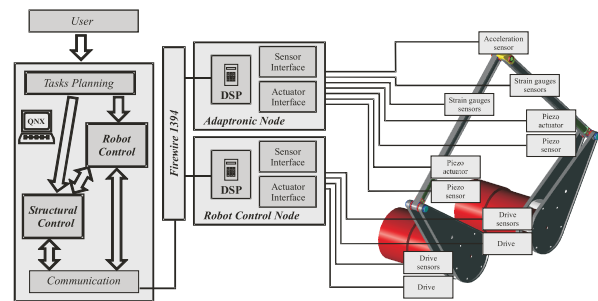 User
Tasks Planning
QNX
Robot
Control
Structural
Control
Communication
Firewire 1394
DSP
Sensor
Interface
Actuator
Interface
Adaptronic Node
DSP
Sensor
Interface
Actuator
Interface
Robot Control Node
Acceleration
sensor
Strain gauges
sensors
Strain gauges
sensors
Piezo
actuator
Piezo
sensor
Piezo
actuator
Piezo
sensor
Drive
sensors
Drive
Drive
sensors
Drive